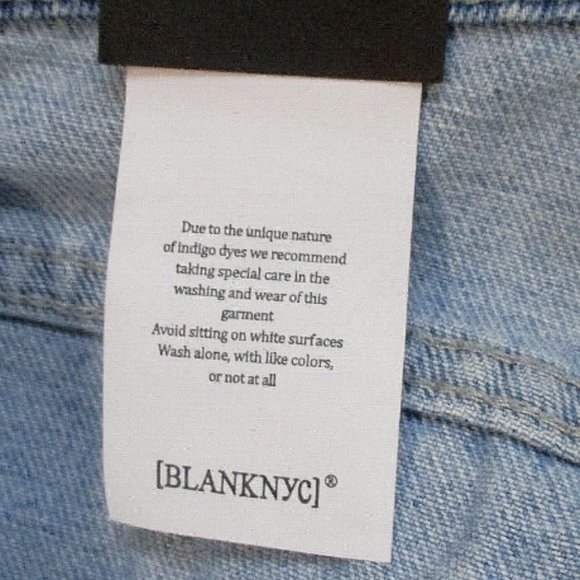 Due to the unique nature
of indigo dyes we recommend
taking special care in the
washing and wear of this
garment
Avoid sitting on white surfaces
Wash alone, with like colors,
or not at all
[BLANKNYC]®